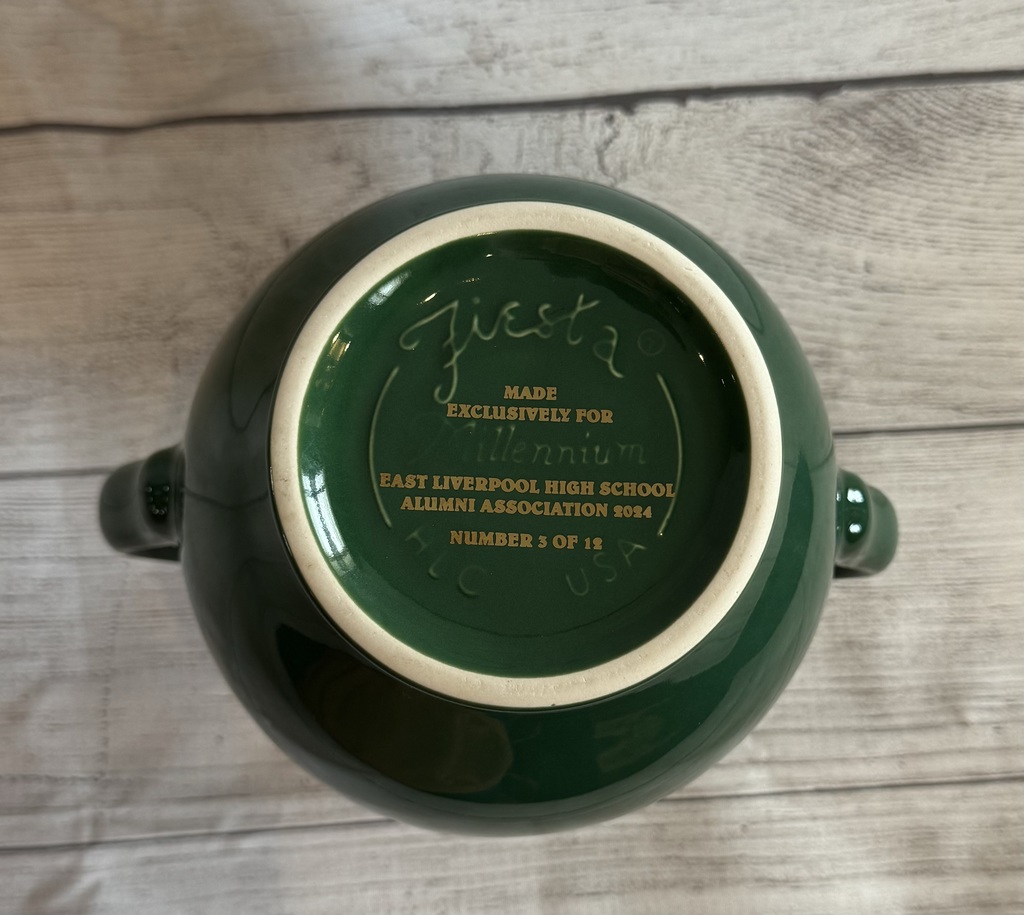 Fiesta ®
MADE
EXCLUSIVELY FOR
Millennium
EAST LIVERPOOL HIGH SCHOOL
ALUMNI ASSOCIATION 2024
NUMBER 3 OF 12
HLC USA